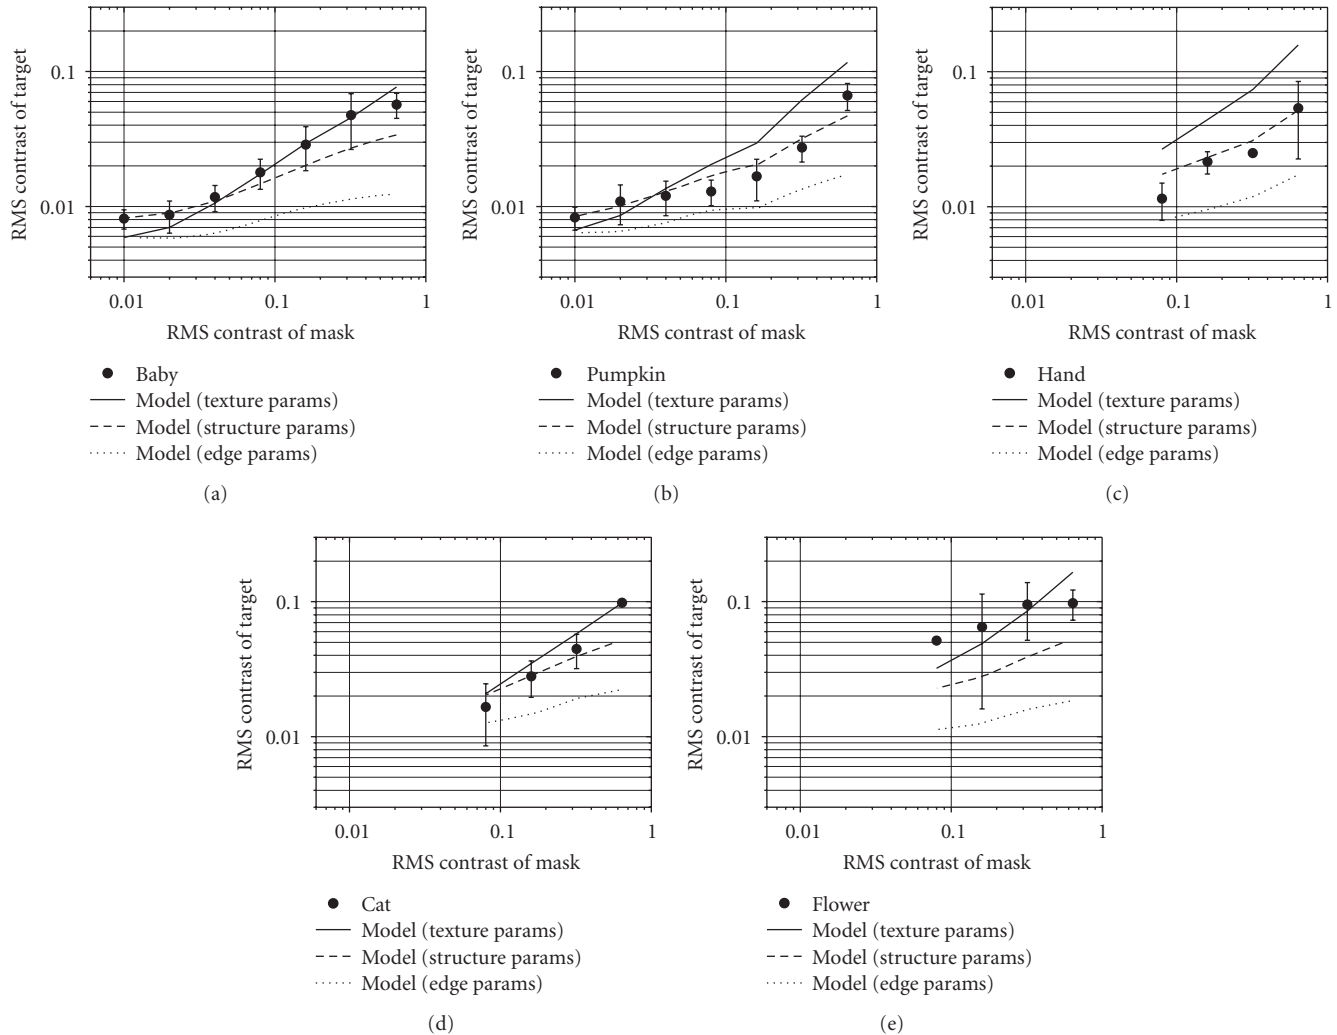 RMS contrast of target
0.1
0.01
0.01 0.1 1
RMS contrast of mask
Baby
Model (texture params)
Model (structure params)
Model (edge params)
(a)
RMS contrast of target
0.1
0.01
0.01 0.1 1
RMS contrast of mask
Pumpkin
Model (texture params)
Model (structure params)
Model (edge params)
(b)
RMS contrast of target
0.1
0.01
0.01 0.1 1
RMS contrast of mask
Hand
Model (texture params)
Model (structure params)
Model (edge params)
(c)
RMS contrast of target
0.1
0.01
0.01 0.1 1
RMS contrast of mask
Cat
Model (texture params)
Model (structure params)
Model (edge params)
(d)
RMS contrast of target
0.1
0.01
0.01 0.1 1
RMS contrast of mask
Flower
Model (texture params)
Model (structure params)
Model (edge params)
(e)